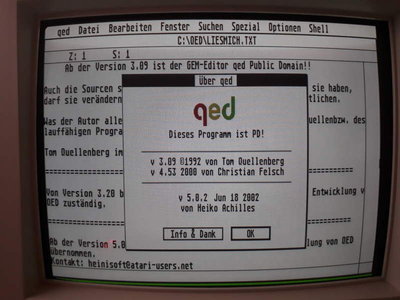 qed Datei Bearbeiten Fenster Suchen Spezial Optionen Shell
C:\QED\LIESMICH.TXT
Z: 1 S: 1
Ab der Version 3.09 ist der GEM-Editor qed Public Domain!!
über qed
Auch die Sources s
sie haben,
darf sie veränder
tlichen.
qed
Was der Autor alle
uellenbzw. des
lauffähigen Progra
Dieses Programm ist PD!
Tom Quellenberg im
v 3.09 @1992 von Tom Quellenberg
v 4.53 2000 von Christian Felsch
Von Version 3.20 b
Entwicklung v
QED zuständig.
v 5.0.2 Jun 18 2002
von Heiko Achilles
Info & Dank
OK
Ab der Version 5.0
lung von QED
übernommen.
Kontakt: heinisoft@atari-users.net